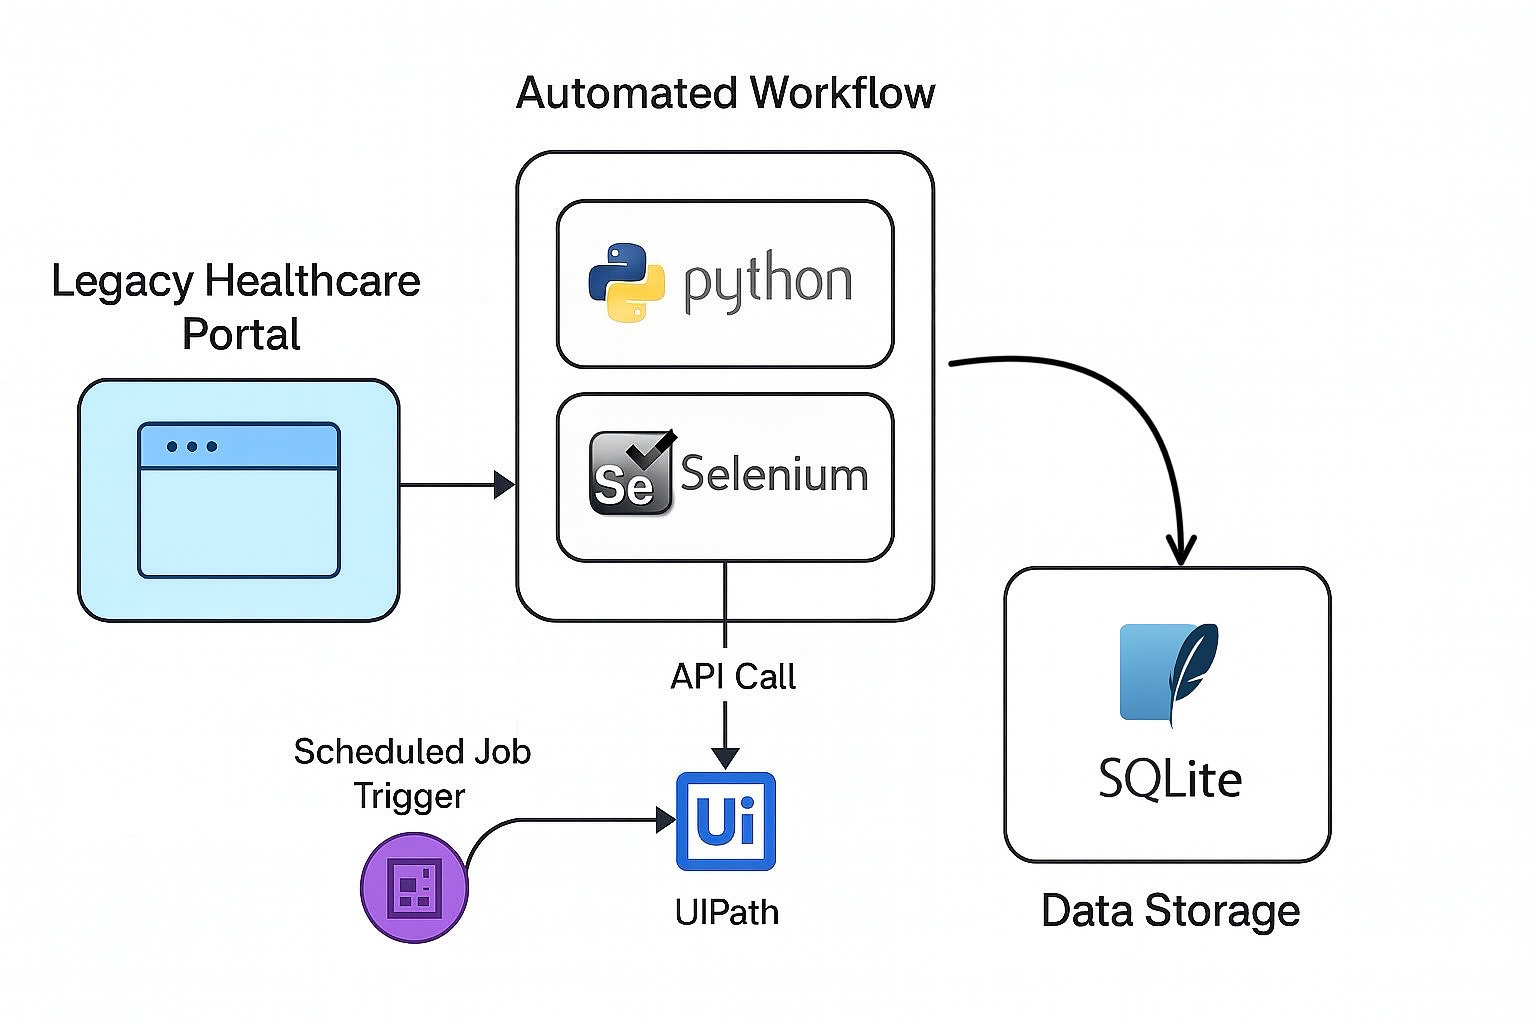 Automated Workflow
python
Legacy Healthcare
Portal
Se Selenium
API Call
Scheduled Job
Trigger
Ui
UIPath
SQLite
Data Storage